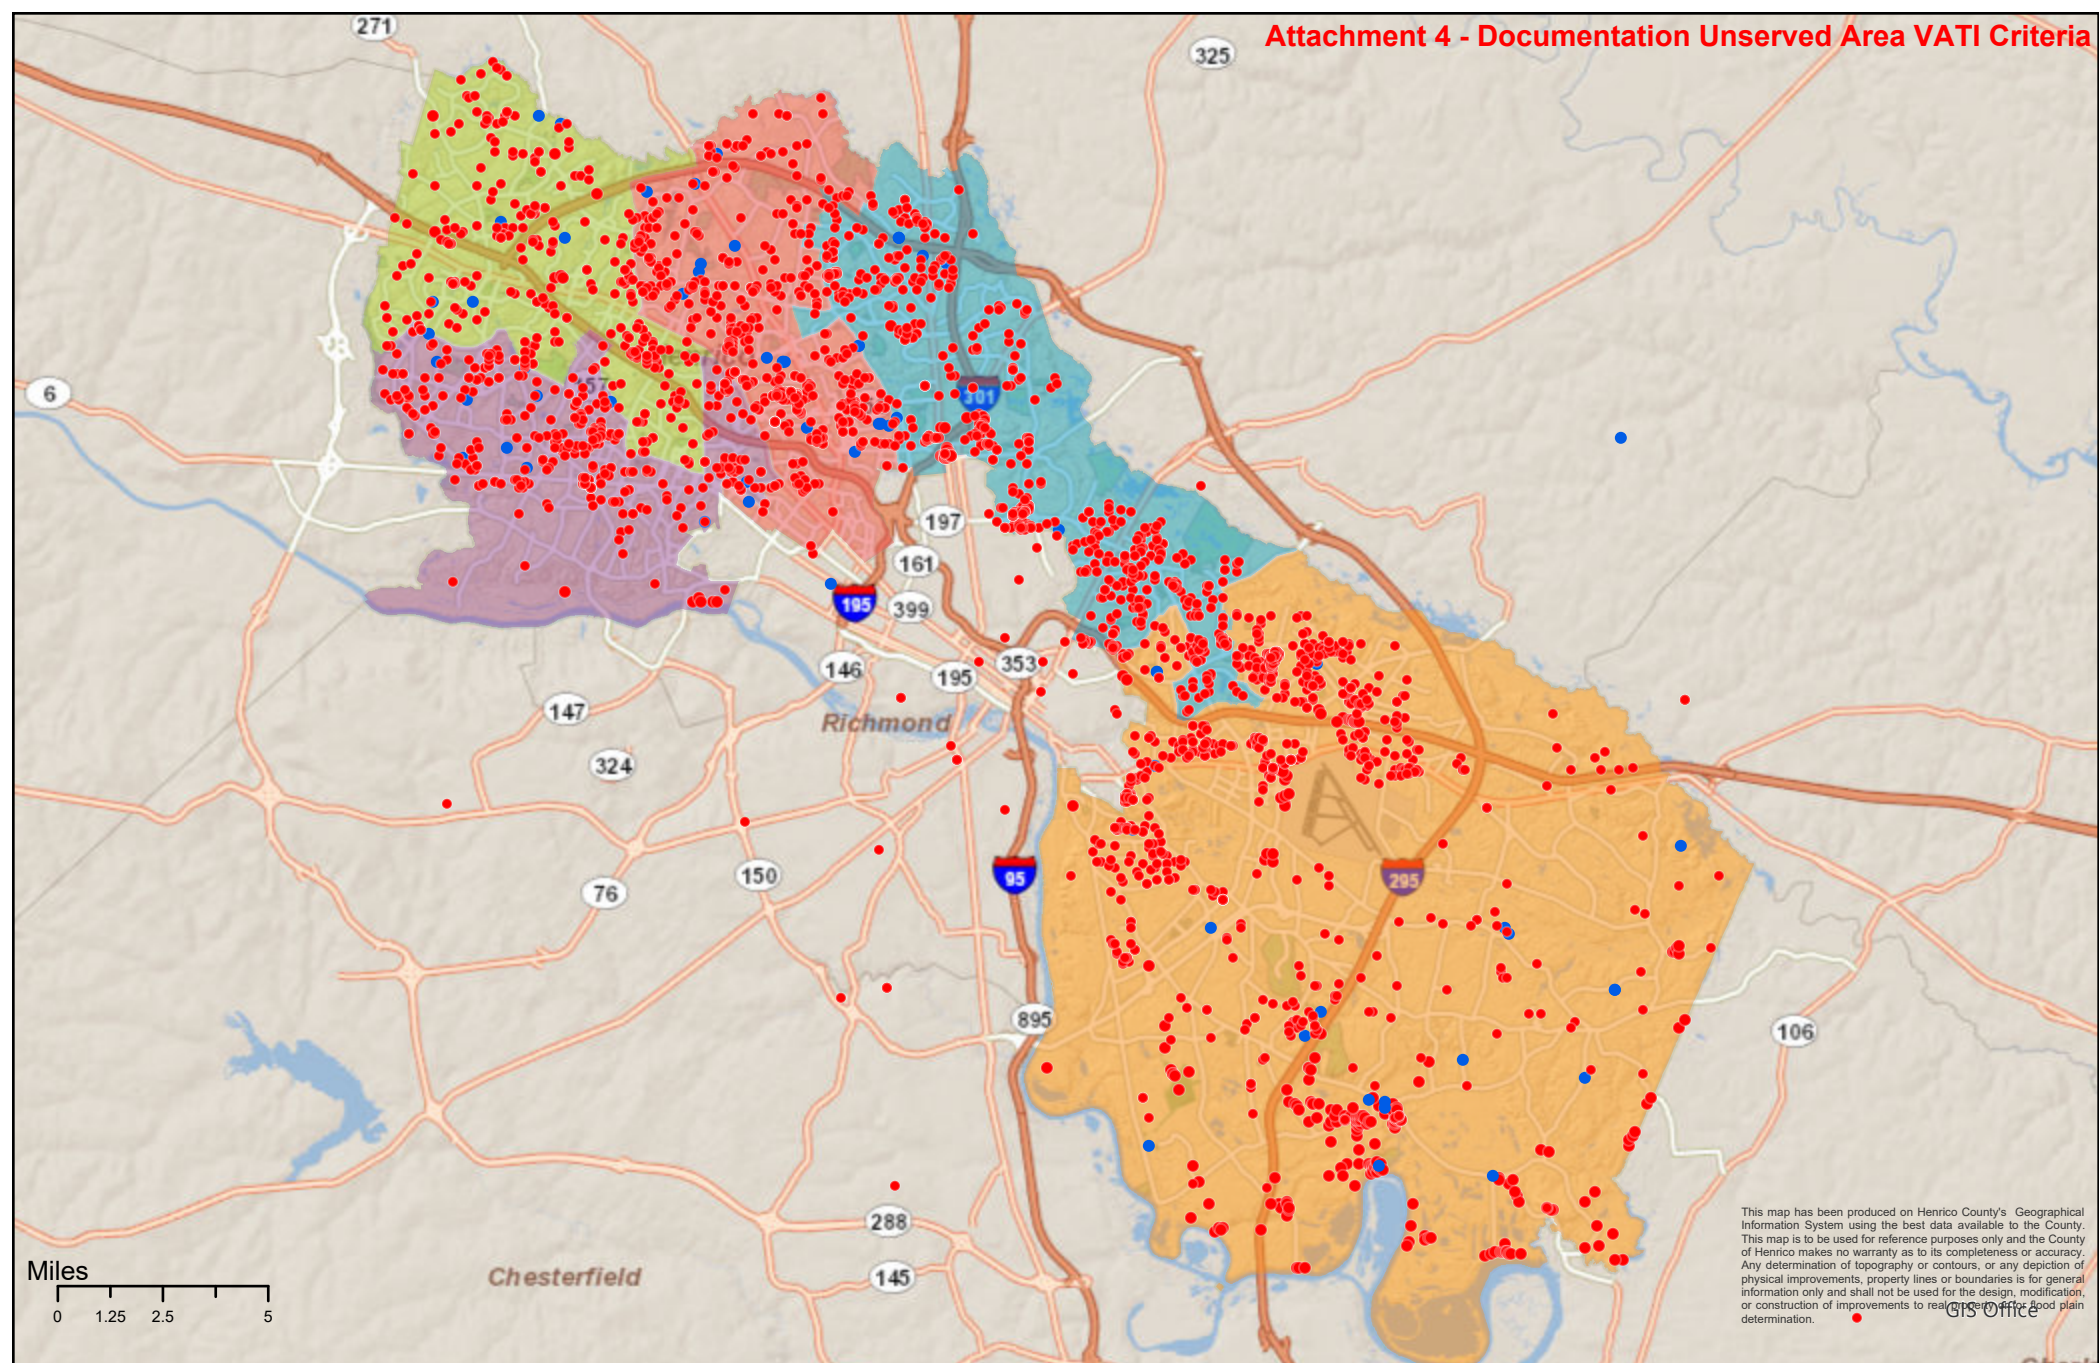 Attachment 4 - Documentation Unserved Area VATI Criteria
271
325
6
301
197
161
195
399
146
195
353
147
Richmond
324
95
295
150
76
895
106
288
Chesterfield
145
Miles
0 1.25 2.5 5
This map has been produced on Henrico County's Geographical
Information System using the best data available to the County.
This map is to be used for reference purposes only and the County
of Henrico makes no warranty as to its completeness or accuracy.
Any determination of topography or contours, or any depiction of
physical improvements, property lines or boundaries is for general
information only and shall not be used for the design, modification,
or construction of improvements to real property or for flood plain
determination.
GIS Office